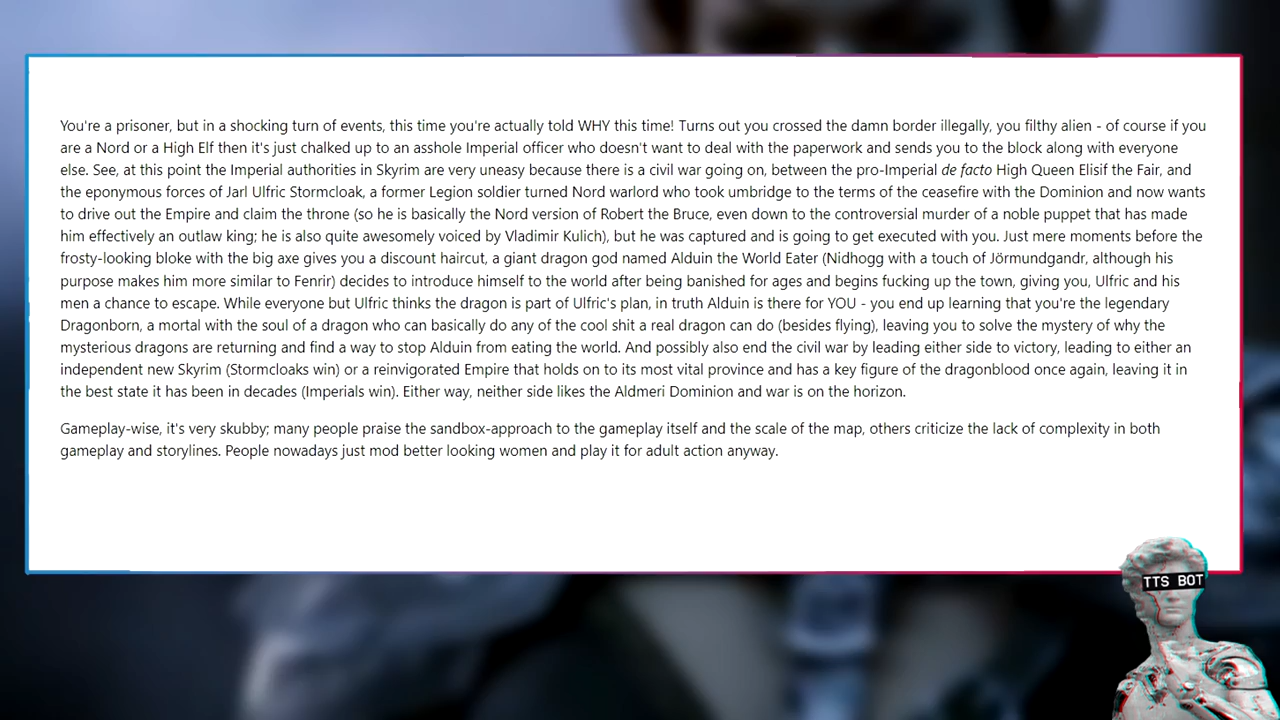 You're a prisoner, but in a shocking turn of events, this time you're actually told WHY this time! Turns out you crossed the damn border illegally, you filthy alien - of course if you
are a Nord or a High Elf then it's just chalked up to an asshole Imperial officer who doesn't want to deal with the paperwork and sends you to the block along with everyone
else. See, at this point the Imperial authorities in Skyrim are very uneasy because there is a civil war going on, between the pro-Imperial de facto High Queen Elisif the Fair, and
the eponymous forces of Jarl Ulfric Stormcloak, a former Legion soldier turned Nord warlord who took umbridge to the terms of the ceasefire with the Dominion and now wants
to drive out the Empire and claim the throne (so he is basically the Nord version of Robert the Bruce, even down to the controversial murder of a noble puppet that has made
him effectively an outlaw king; he is also quite awesomely voiced by Vladimir Kulich), but he was captured and is going to get executed with you. Just mere moments before the
frosty-looking bloke with the big axe gives you a discount haircut, a giant dragon god named Alduin the World Eater (Nidhogg with a touch of Jörmundgandr, although his
purpose makes him more similar to Fenrir) decides to introduce himself to the world after being banished for ages and begins fucking up the town, giving you, Ulfric and his
men a chance to escape. While everyone but Ulfric thinks the dragon is part of Ulfric's plan, in truth Alduin is there for YOU - you end up learning that you're the legendary
Dragonborn, a mortal with the soul of a dragon who can basically do any of the cool shit a real dragon can do (besides flying), leaving you to solve the mystery of why the
mysterious dragons are returning and find a way to stop Alduin from eating the world. And possibly also end the civil war by leading either side to victory, leading to either an
independent new Skyrim (Stormcloaks win) or a reinvigorated Empire that holds on to its most vital province and has a key figure of the dragonblood once again, leaving it in
the best state it has been in decades (Imperials win). Either way, neither side likes the Aldmeri Dominion and war is on the horizon.
Gameplay-wise, it's very skubby; many people praise the sandbox-approach to the gameplay itself and the scale of the map, others criticize the lack of complexity in both
gameplay and storylines. People nowadays just mod better looking women and play it for adult action anyway.
TTS BOT